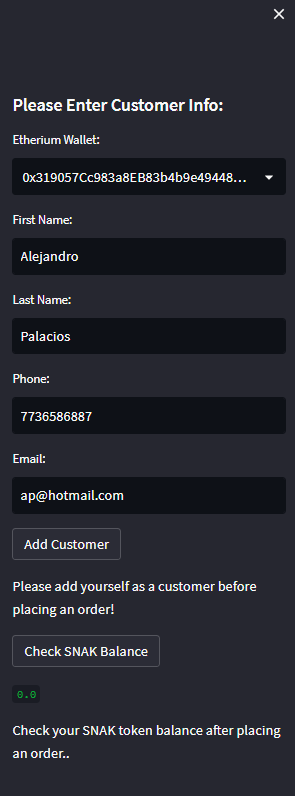 Please Enter Customer Info:
Etherium Wallet:
0x319057Cc983a8EB83b4b9e49448...
First Name:
Alejandro
Last Name:
Palacios
Phone:
7736586887
Email:
ap@hotmail.com
Add Customer
Please add yourself as a customer before
placing an order!
Check SNAK Balance
0.0
Check your SNAK token balance after placing
an order..